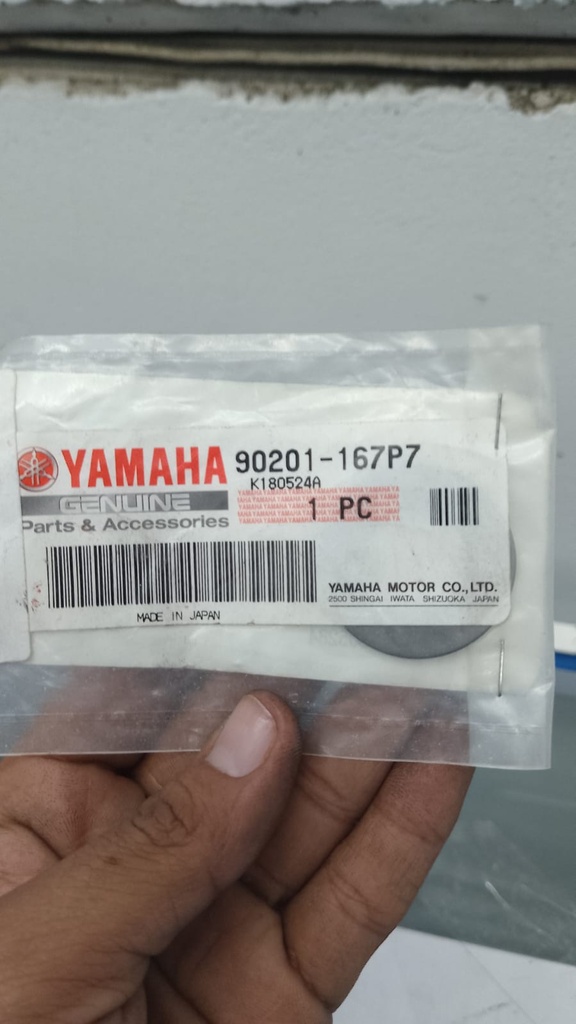 YAMAHA 90201-167P7
K180524A
GENUINE
1 PC
Parts & Accessories
YAMAHA MOTOR CO.,LTD.
2500 SHINGAI IWATA SHIZUOKA JAPAN
MADE IN JAPAN